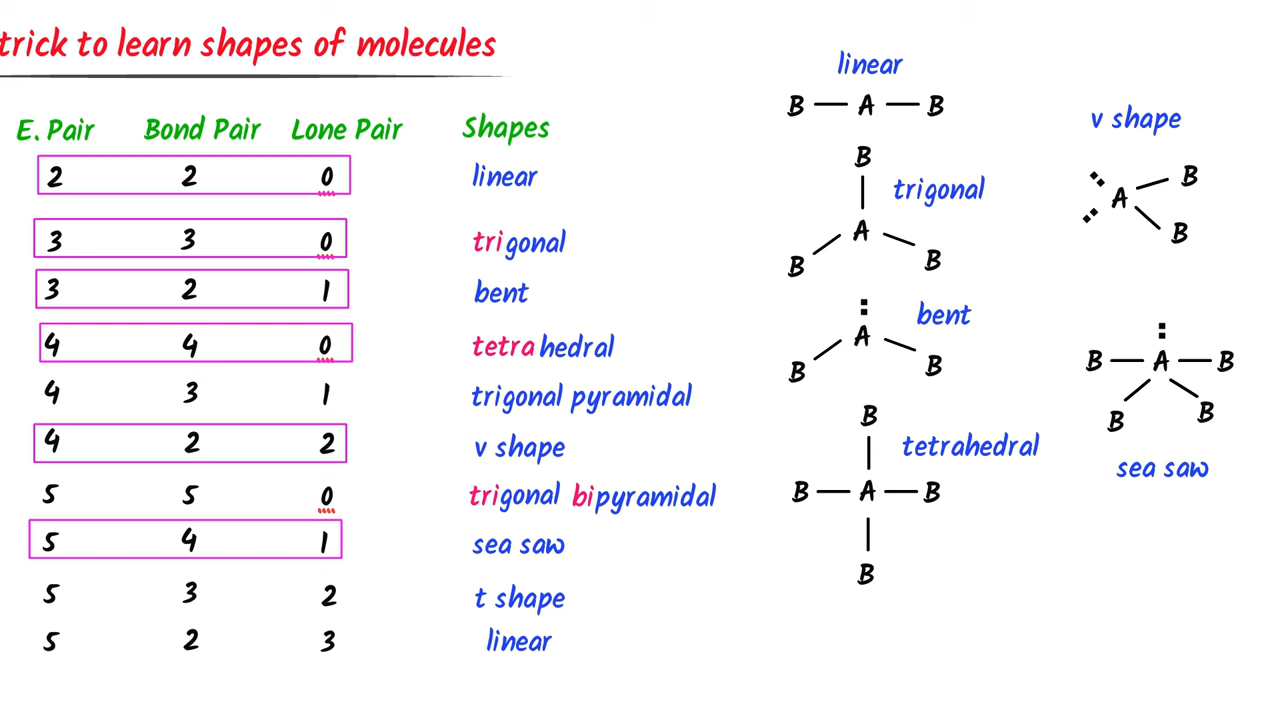 trick to learn shapes of molecules
E. Pair Bond Pair Lone Pair Shapes
2 2 0 linear
3 3 0 trigonal
3 2 1 bent
4 4 0 tetrahedral
4 3 1 trigonal pyramidal
4 2 2 v shape
5 5 0 trigonal bipyramidal
5 4 1 sea saw
5 3 2 t shape
5 2 3 linear
linear
B — A — B
B
trigonal
A
B B
: bent
A
B B
B
tetrahedral
B — A — B
B
v shape
A B
B
:
B — A — B
B B
sea saw